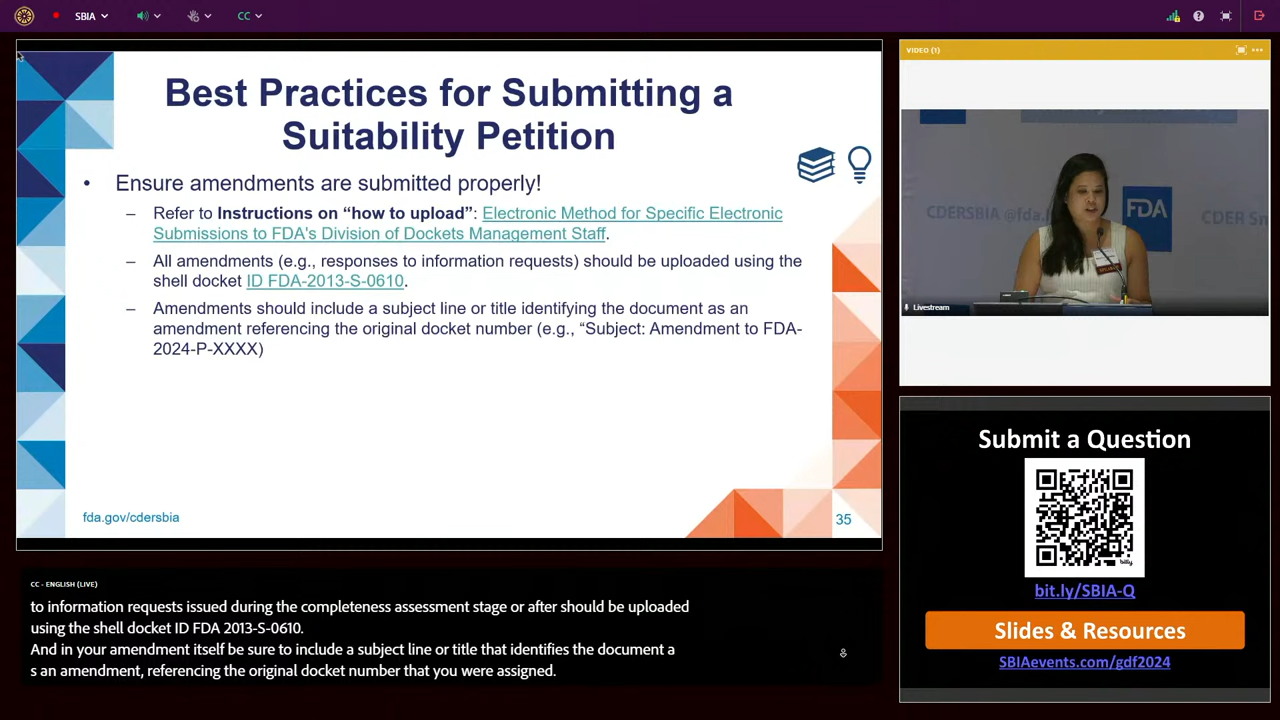 SBIA
CC
Best Practices for Submitting a
Suitability Petition
• Ensure amendments are submitted properly!
– Refer to Instructions on “how to upload”: Electronic Method for Specific Electronic
Submissions to FDA's Division of Dockets Management Staff.
– All amendments (e.g., responses to information requests) should be uploaded using the
shell docket ID FDA-2013-S-0610.
– Amendments should include a subject line or title identifying the document as an
amendment referencing the original docket number (e.g., “Subject: Amendment to FDA-
2024-P-XXXX)
fda.gov/cdersbia
35
CC - ENGLISH (LIVE)
to information requests issued during the completeness assessment stage or after should be uploaded
using the shell docket ID FDA 2013-S-0610.
And in your amendment itself be sure to include a subject line or title that identifies the document a
s an amendment, referencing the original docket number that you were assigned.
VIDEO (1)
CDERSBIA @fda.
FDA
CDER Sm
Livestream
Submit a Question
bitly
bit.ly/SBIA-Q
Slides & Resources
SBIAevents.com/gdf2024